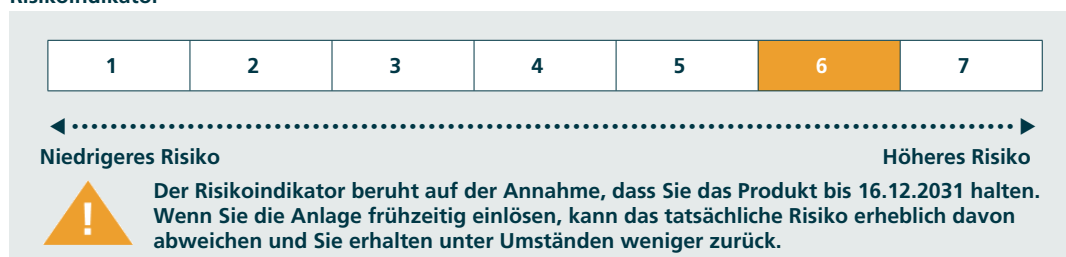 Risikoindikator
1 2 3 4 5 6 7
Niedrigeres Risiko Höheres Risiko
!
Der Risikoindikator beruht auf der Annahme, dass Sie das Produkt bis 16.12.2031 halten.
Wenn Sie die Anlage frühzeitig einlösen, kann das tatsächliche Risiko erheblich davon
abweichen und Sie erhalten unter Umständen weniger zurück.